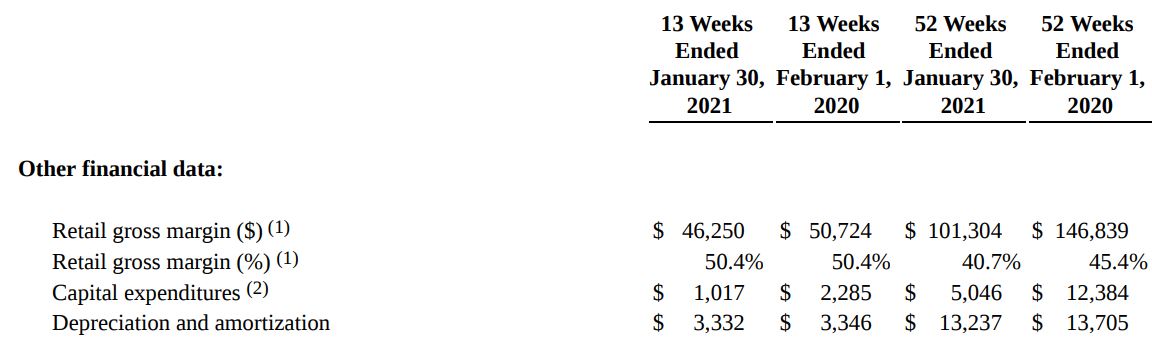 13 Weeks 13 Weeks 52 Weeks 52 Weeks
Ended Ended Ended Ended
January 30, February 1, January 30, February 1,
2021 2020 2021 2020
Other financial data:
Retail gross margin ($) (1) $ 46,250 $ 50,724 $ 101,304 $ 146,839
Retail gross margin (%) (1) 50.4% 50.4% 40.7% 45.4%
Capital expenditures (2) $ 1,017 $ 2,285 $ 5,046 $ 12,384
Depreciation and amortization $ 3,332 $ 3,346 $ 13,237 $ 13,705